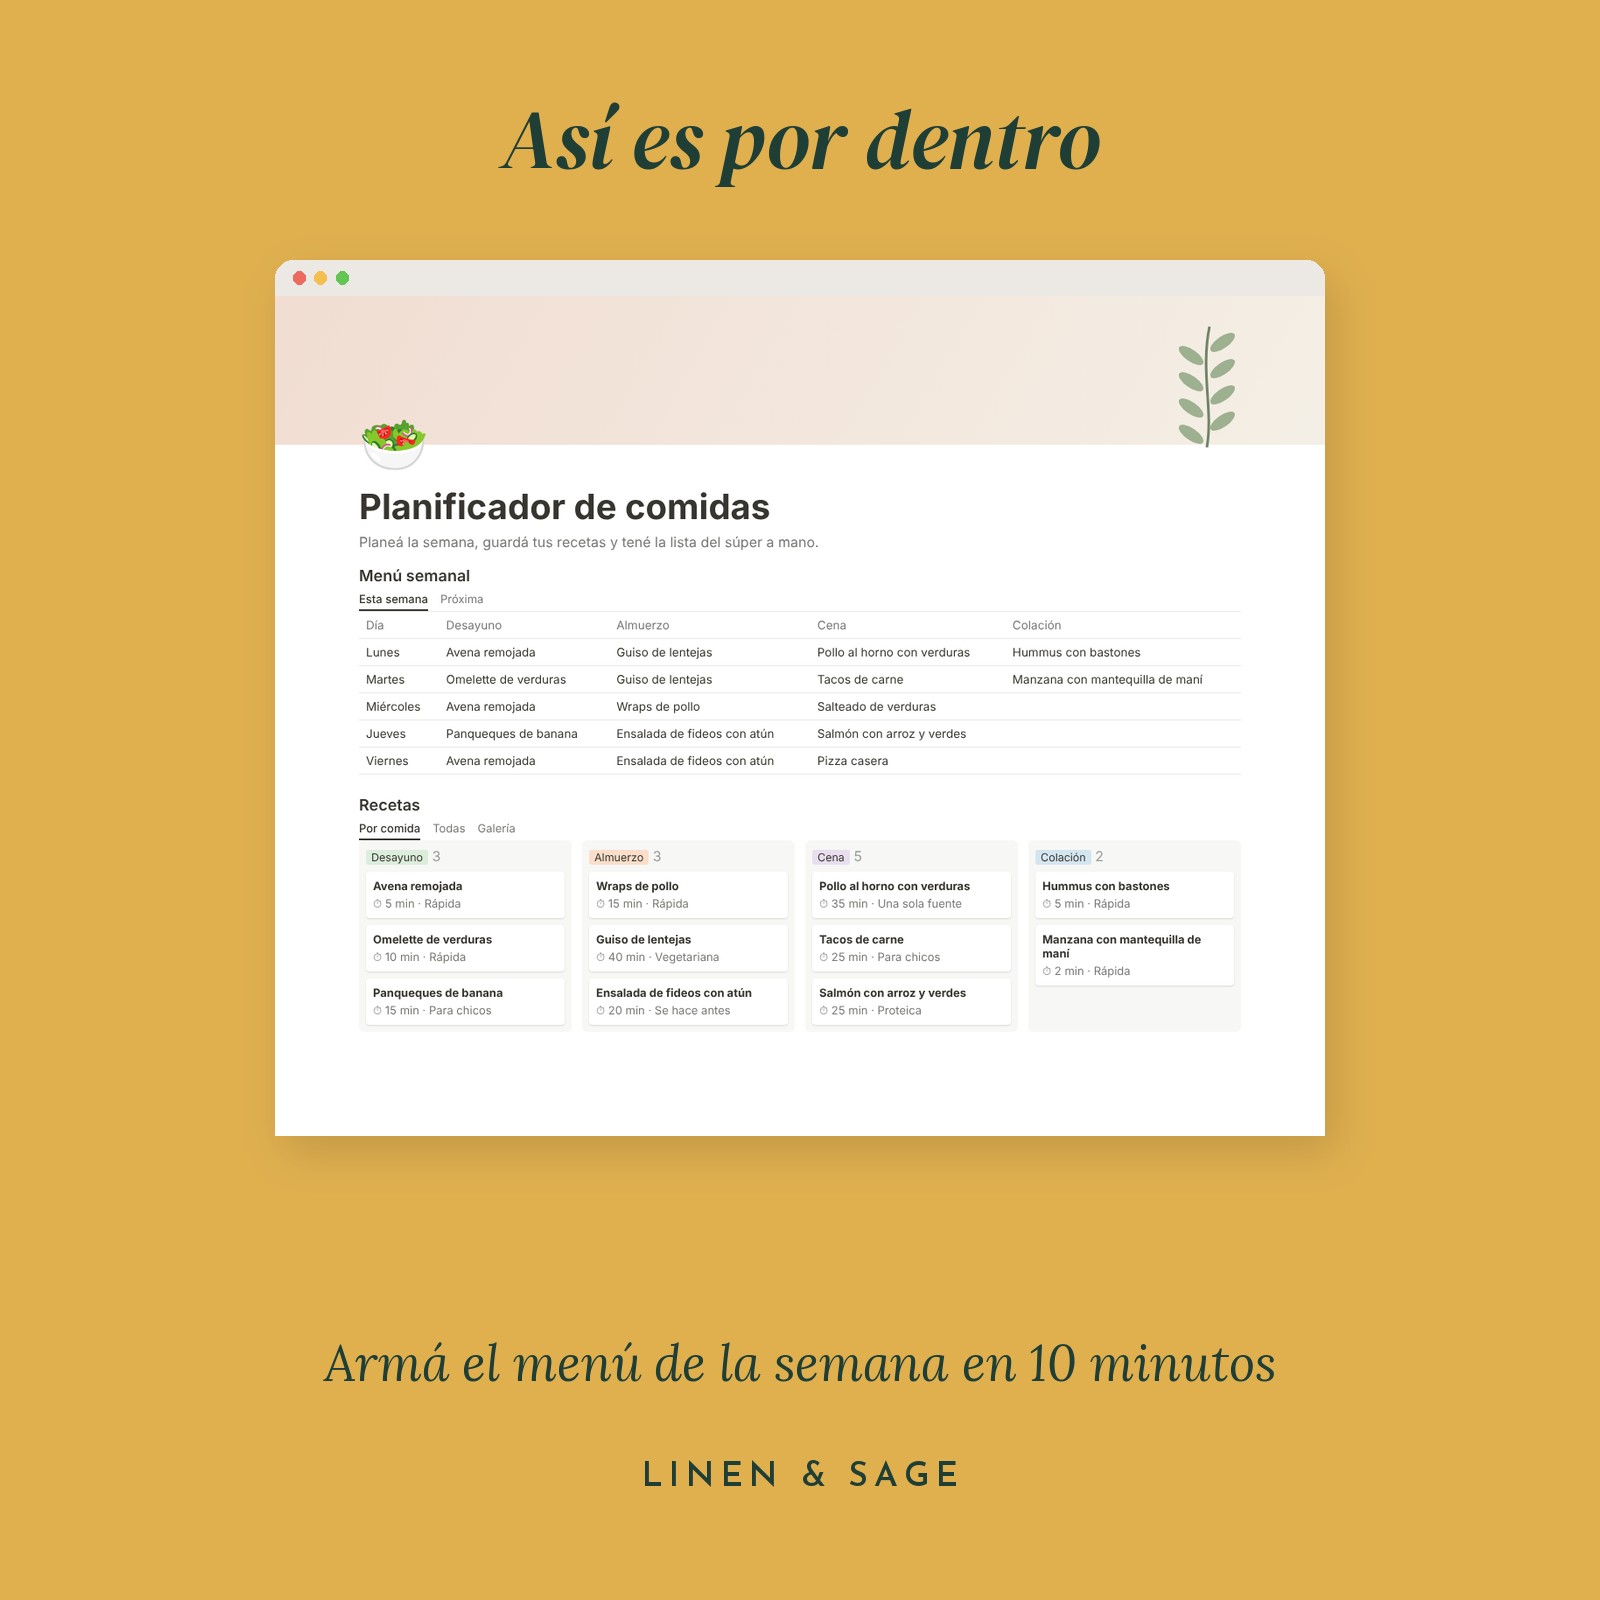 Así es por dentro
Planificador de comidas
Planeá la semana, guardá tus recetas y tené la lista del súper a mano.
Menú semanal
Esta semana Próxima
Día Desayuno Almuerzo Cena Colación
Lunes Avena remojada Guiso de lentejas Pollo al horno con verduras Hummus con bastones
Martes Omelette de verduras Guiso de lentejas Tacos de carne Manzana con mantequilla de maní
Miércoles Avena remojada Wraps de pollo Salteado de verduras
Jueves Panqueques de banana Ensalada de fideos con atún Salmón con arroz y verdes
Viernes Avena remojada Ensalada de fideos con atún Pizza casera
Recetas
Por comida Todas Galería
Desayuno 3
Avena remojada
⏱ 5 min · Rápida
Omelette de verduras
⏱ 10 min · Rápida
Panqueques de banana
⏱ 15 min · Para chicos
Almuerzo 3
Wraps de pollo
⏱ 15 min · Rápida
Guiso de lentejas
⏱ 40 min · Vegetariana
Ensalada de fideos con atún
⏱ 20 min · Se hace antes
Cena 5
Pollo al horno con verduras
⏱ 35 min · Una sola fuente
Tacos de carne
⏱ 25 min · Para chicos
Salmón con arroz y verdes
⏱ 25 min · Proteica
Colación 2
Hummus con bastones
⏱ 5 min · Rápida
Manzana con mantequilla de
maní
⏱ 2 min · Rápida
Armá el menú de la semana en 10 minutos
LINEN & SAGE